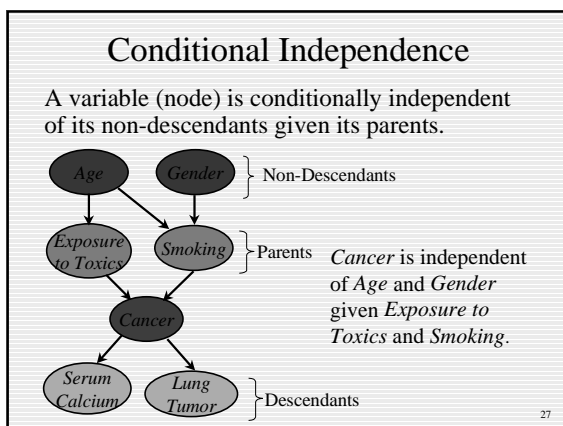 Conditional Independence
A variable (node) is conditionally independent
of its non-descendants given its parents.
Age
Gender
Non-Descendants
Exposure
to Toxics
Smoking
Parents
Cancer is independent
of Age and Gender
given Exposure to
Toxics and Smoking.
Cancer
Serum
Calcium
Lung
Tumor
Descendants
27